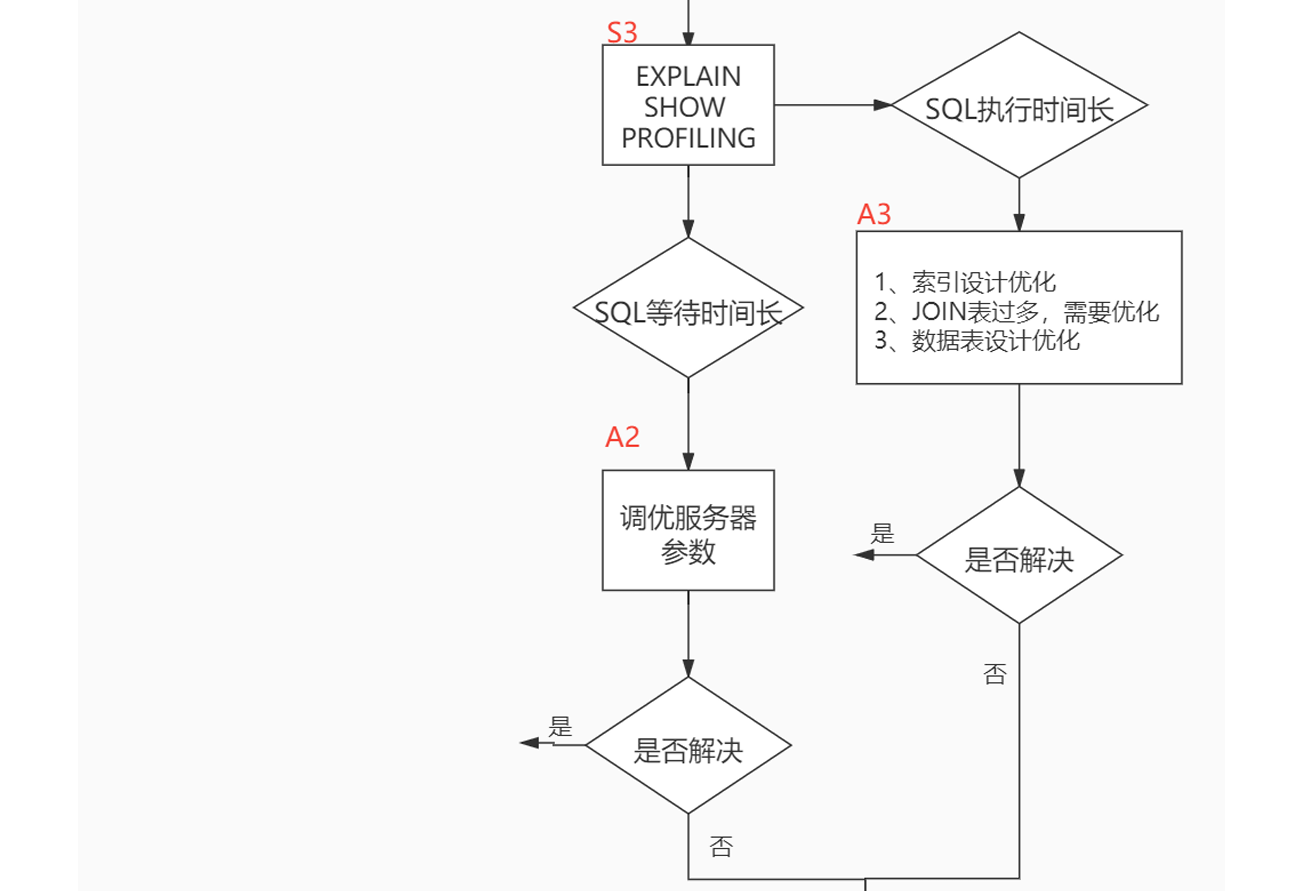 S3
EXPLAIN
SHOW
PROFILING
SQL执行时间长
A3
1、索引设计优化
2、JOIN表过多，需要优化
3、数据表设计优化
SQL等待时间长
A2
调优服务器
参数
是
是否解决
否
是
是否解决
否